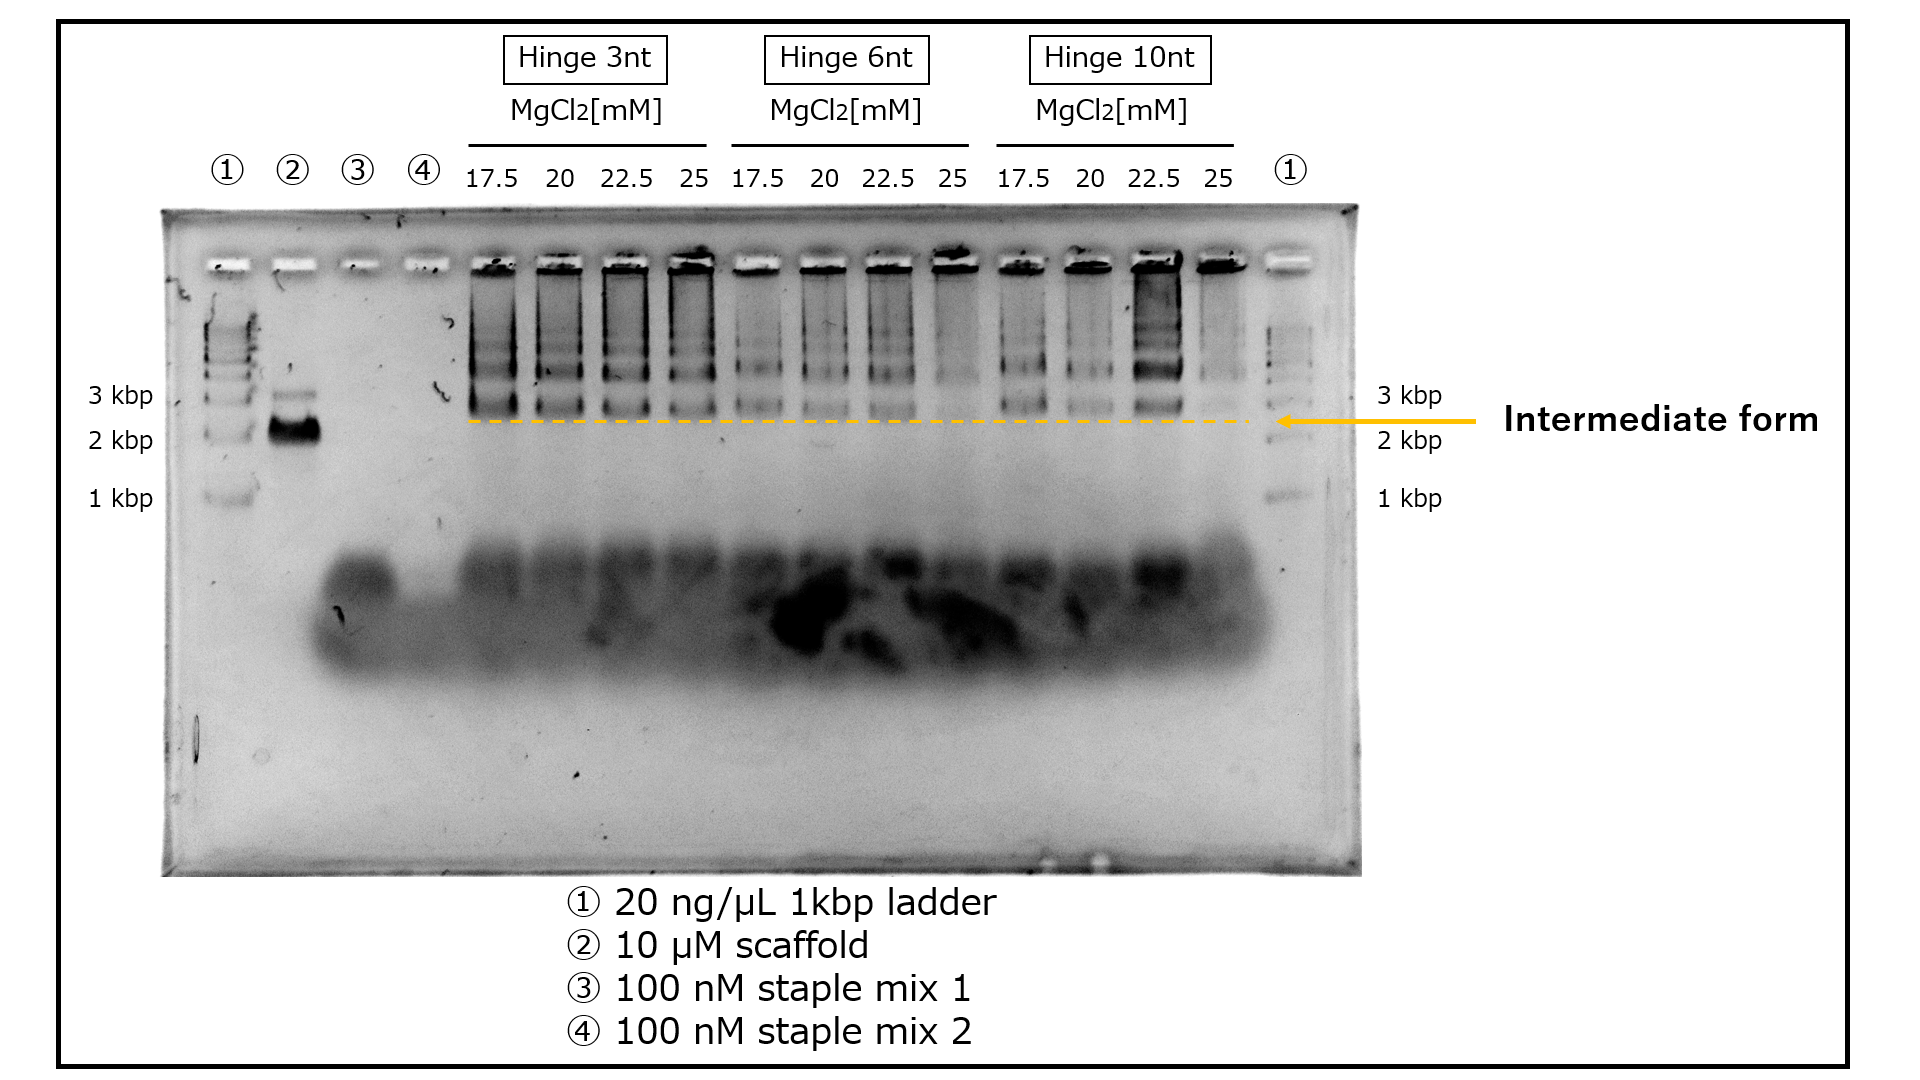 Hinge 3nt Hinge 6nt Hinge 10nt
MgCl2[mM] MgCl2[mM] MgCl2[mM]
① ② ③ ④ 17.5 20 22.5 25 17.5 20 22.5 25 17.5 20 22.5 25 ①
3 kbp 3 kbp
Intermediate form
2 kbp 2 kbp
1 kbp 1 kbp
① 20 ng/μL 1kbp ladder
② 10 μM scaffold
③ 100 nM staple mix 1
④ 100 nM staple mix 2